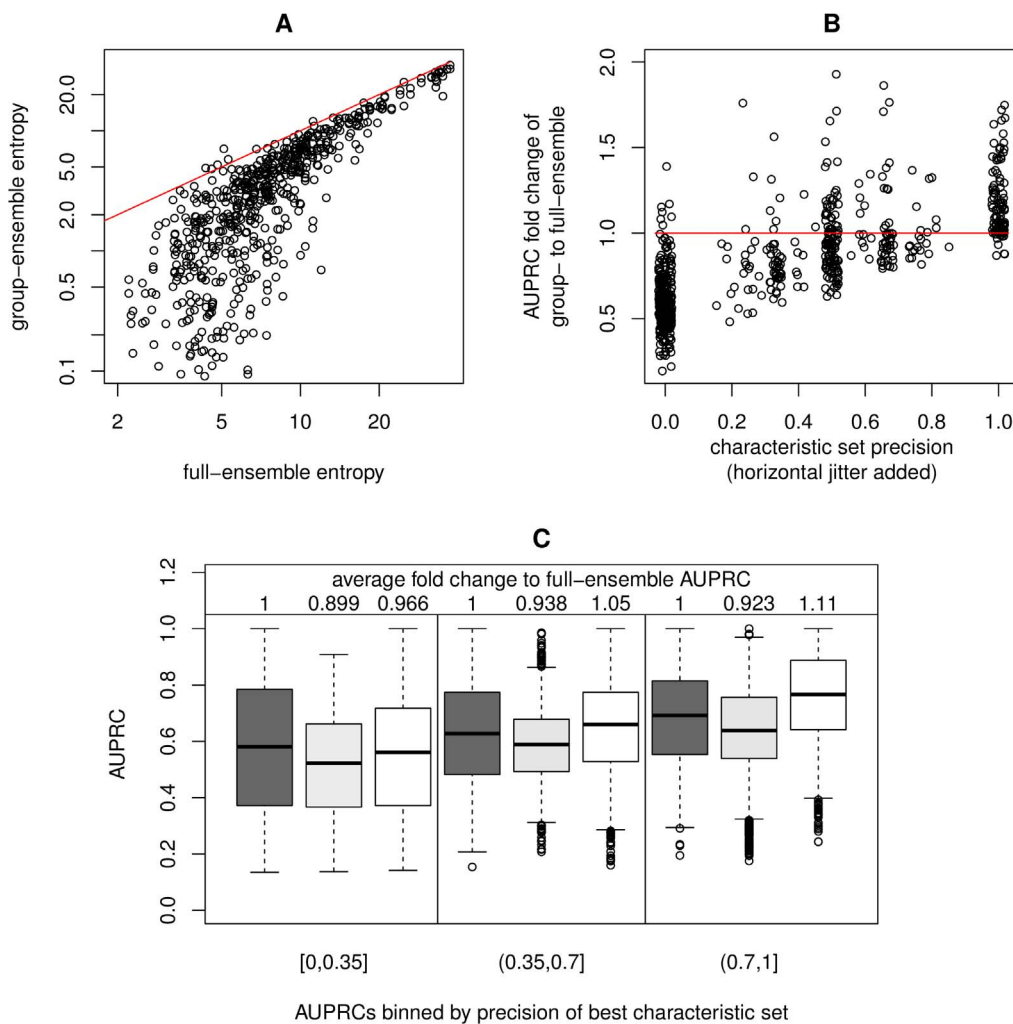 A
group−ensemble entropy
20.0
5.0
2.0
0.5
0.1
2 5 10 20
full−ensemble entropy
B
AUPRC fold change of
group− to full−ensemble
2.0
1.5
1.0
0.5
0.0 0.2 0.4 0.6 0.8 1.0
characteristic set precision
(horizontal jitter added)
C
AUPRC
1.2
1.0
0.8
0.6
0.4
0.2
0.0
average fold change to full−ensemble AUPRC
1 0.899 0.966 1 0.938 1.05 1 0.923 1.11
[0,0.35] (0.35,0.7] (0.7,1]
AUPRCs binned by precision of best characteristic set